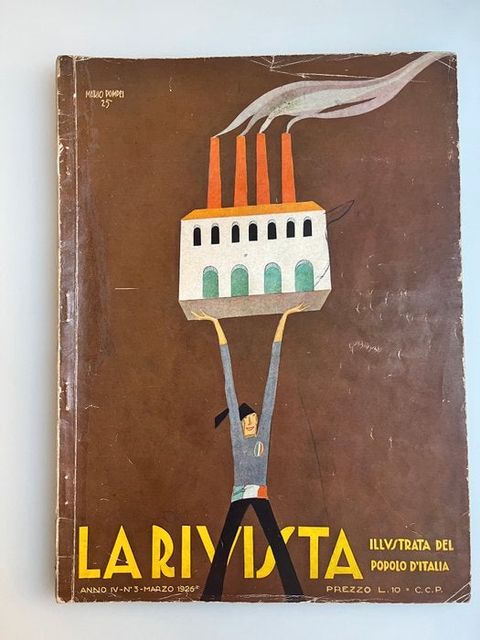 MARIO POMPEI
25
LA RIVISTA
ILLVSTRATA DEL
POPOLO D'ITALIA
ANNO IV - N° 3 - MARZO 1926
PREZZO L. 10 - C.C.P.